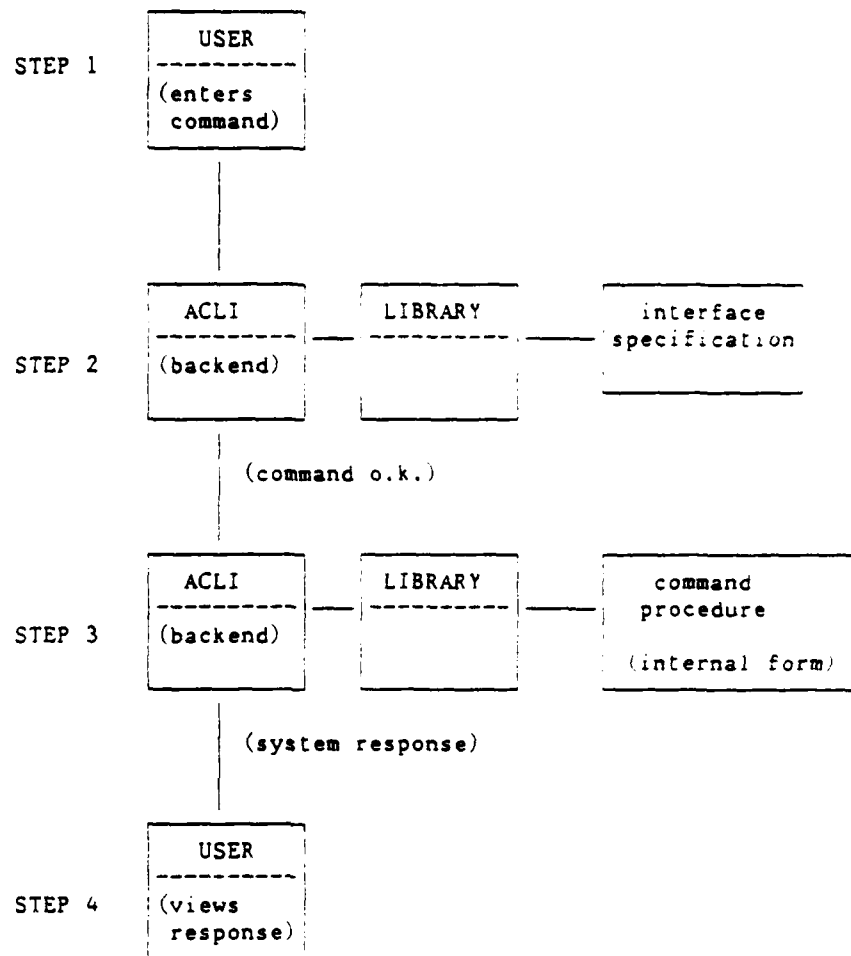 USER
STEP 1
(enters
command)
ACLI LIBRARY interface
specification
STEP 2 (backend)
(command o.k.)
ACLI LIBRARY command
procedure
STEP 3 (backend)
(internal form)
(system response)
USER
STEP 4 (views
response)